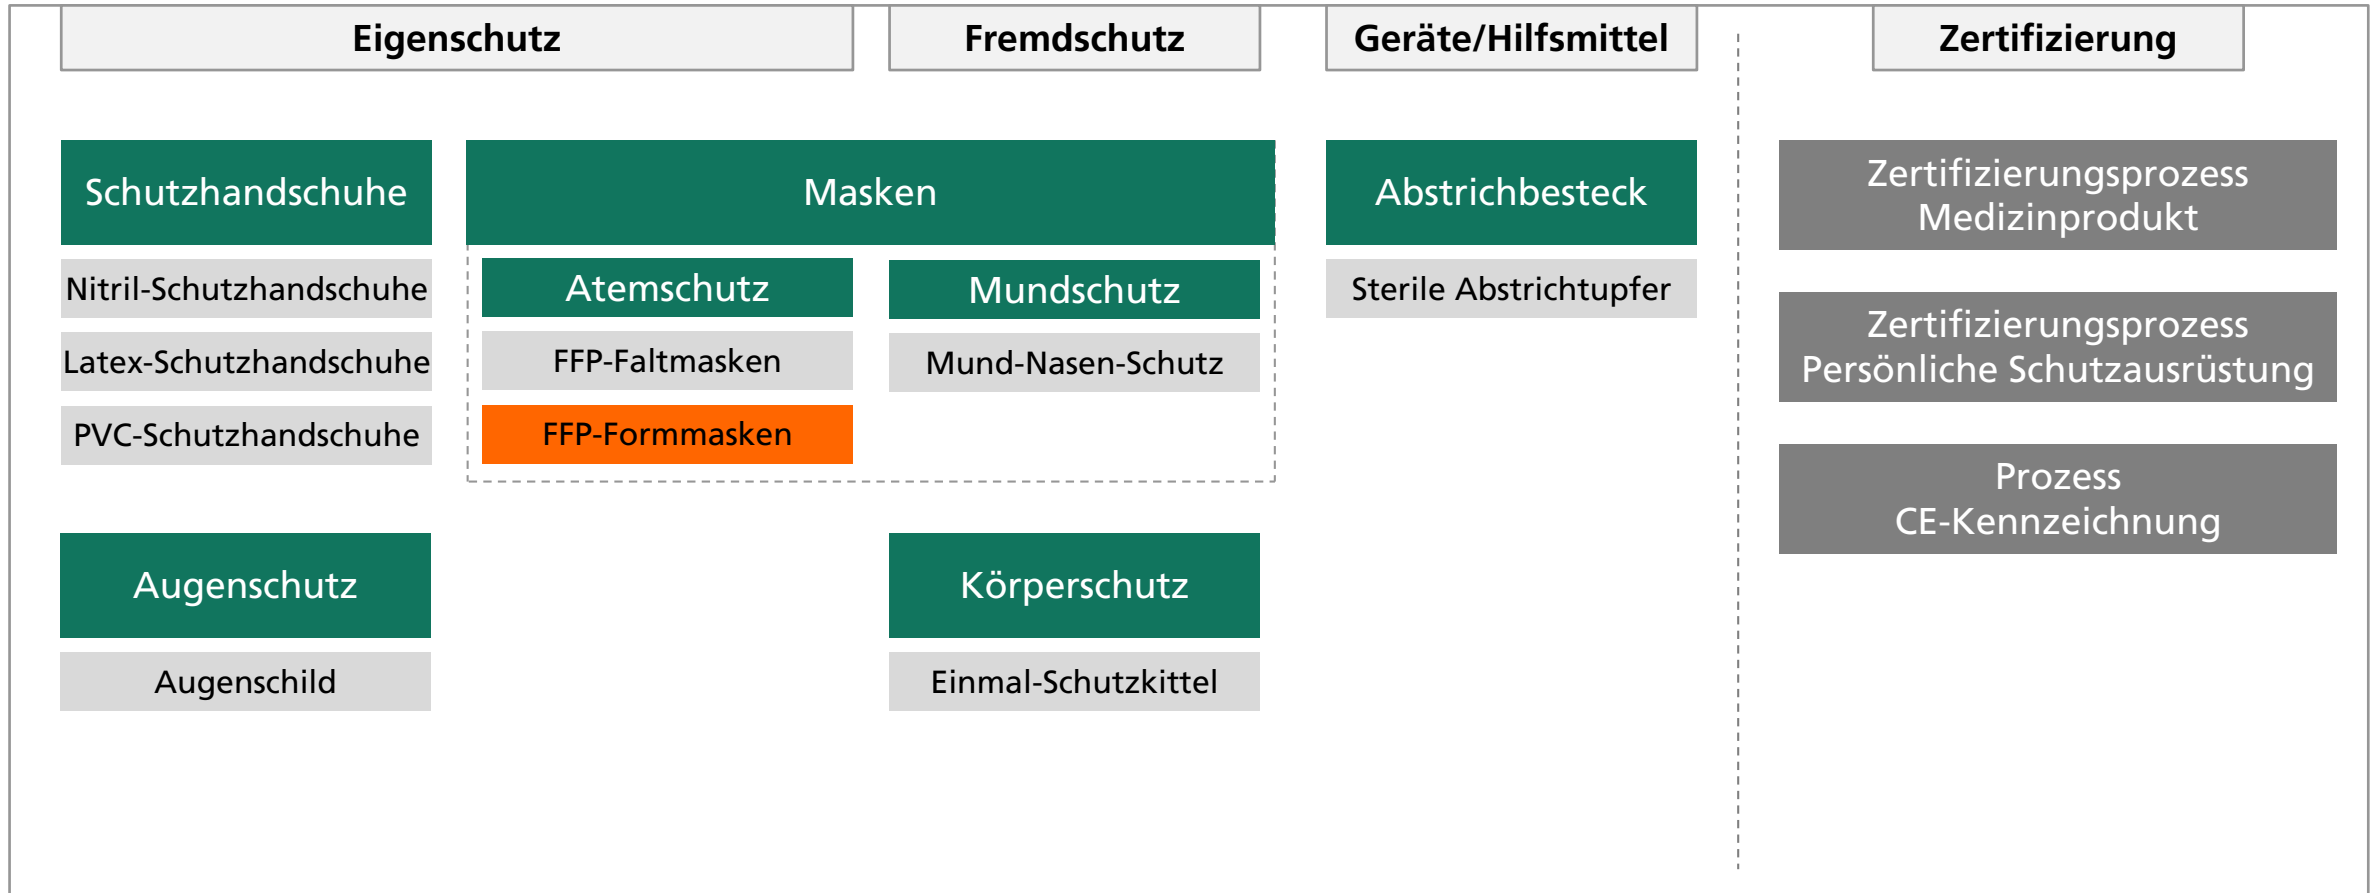 Eigenschutz
Fremdschutz
Geräte/Hilfsmittel
Zertifizierung
Schutzhandschuhe
Nitril-Schutzhandschuhe
Latex-Schutzhandschuhe
PVC-Schutzhandschuhe
Masken
Atemschutz
FFP-Faltmasken
FFP-Formmasken
Mundschutz
Mund-Nasen-Schutz
Abstrichbesteck
Sterile Abstrichtupfer
Augenschutz
Augenschild
Körperschutz
Einmal-Schutzkittel
Zertifizierungsprozess
Medizinprodukt
Zertifizierungsprozess
Persönliche Schutzausrüstung
Prozess
CE-Kennzeichnung